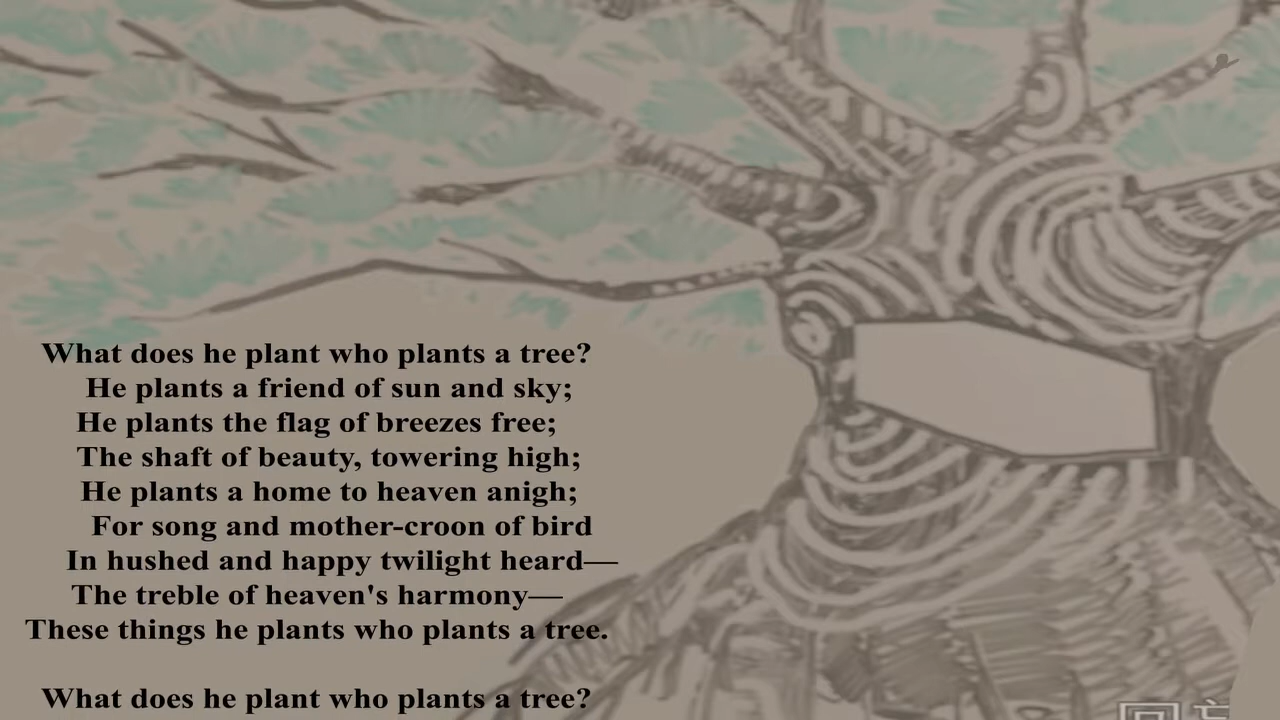 What does he plant who plants a tree?
He plants a friend of sun and sky;
He plants the flag of breezes free;
The shaft of beauty, towering high;
He plants a home to heaven anigh;
For song and mother-croon of bird
In hushed and happy twilight heard—
The treble of heaven's harmony—
These things he plants who plants a tree.
What does he plant who plants a tree?